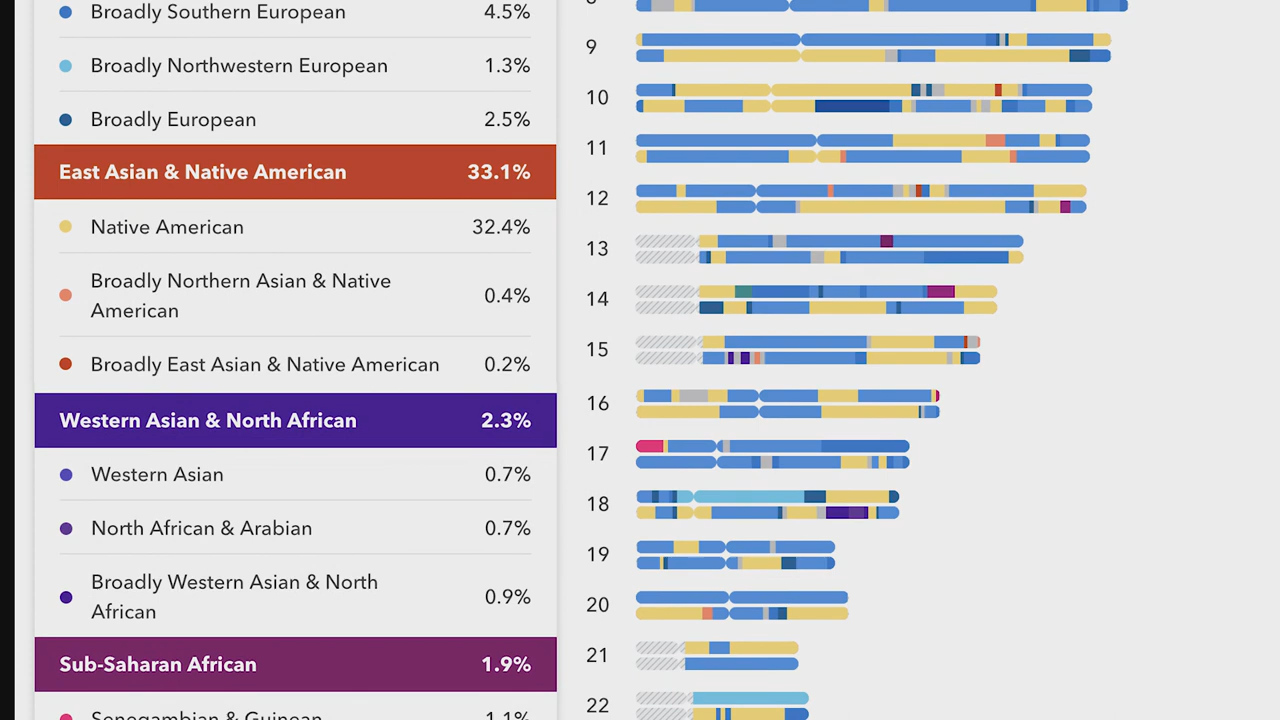 Broadly Southern European 4.5%
Broadly Northwestern European 1.3%
Broadly European 2.5%
East Asian & Native American 33.1%
Native American 32.4%
Broadly Northern Asian & Native
American 0.4%
Broadly East Asian & Native American 0.2%
Western Asian & North African 2.3%
Western Asian 0.7%
North African & Arabian 0.7%
Broadly Western Asian & North
African 0.9%
Sub-Saharan African 1.9%
Senegambian & Guinean 1.1%
9
10
11
12
13
14
15
16
17
18
19
20
21
22